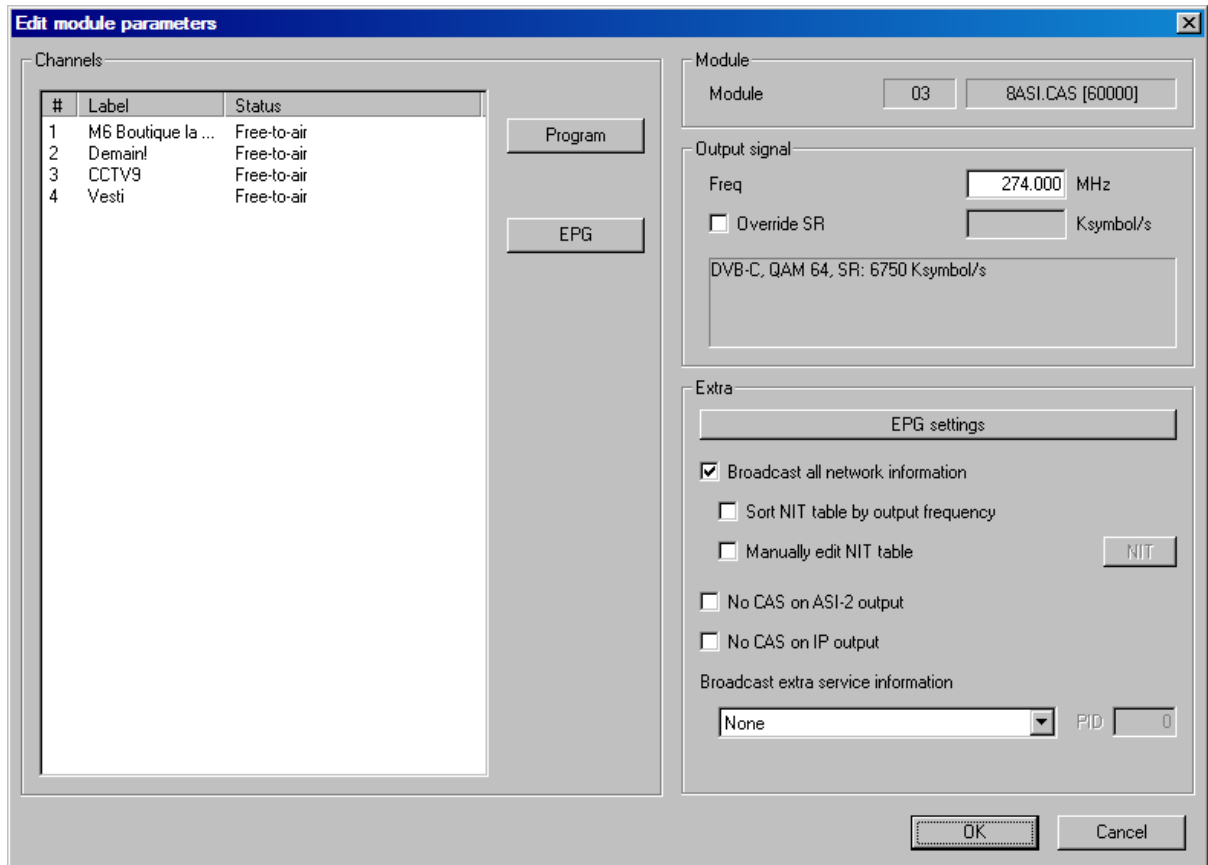 Edit module parameters
Channels
# Label Status
1 M6 Boutique la ... Free-to-air
2 Demain! Free-to-air
3 CCTV9 Free-to-air
4 Vesti Free-to-air
Program
EPG
Module
Module 03 8ASI.CAS [60000]
Output signal
Freq 274.000 MHz
Override SR Ksymbol/s
DVB-C, QAM 64, SR: 6750 Ksymbol/s
Extra
EPG settings
Broadcast all network information
Sort NIT table by output frequency
Manually edit NIT table NIT
No CAS on ASI-2 output
No CAS on IP output
Broadcast extra service information
None PID 0
OK Cancel